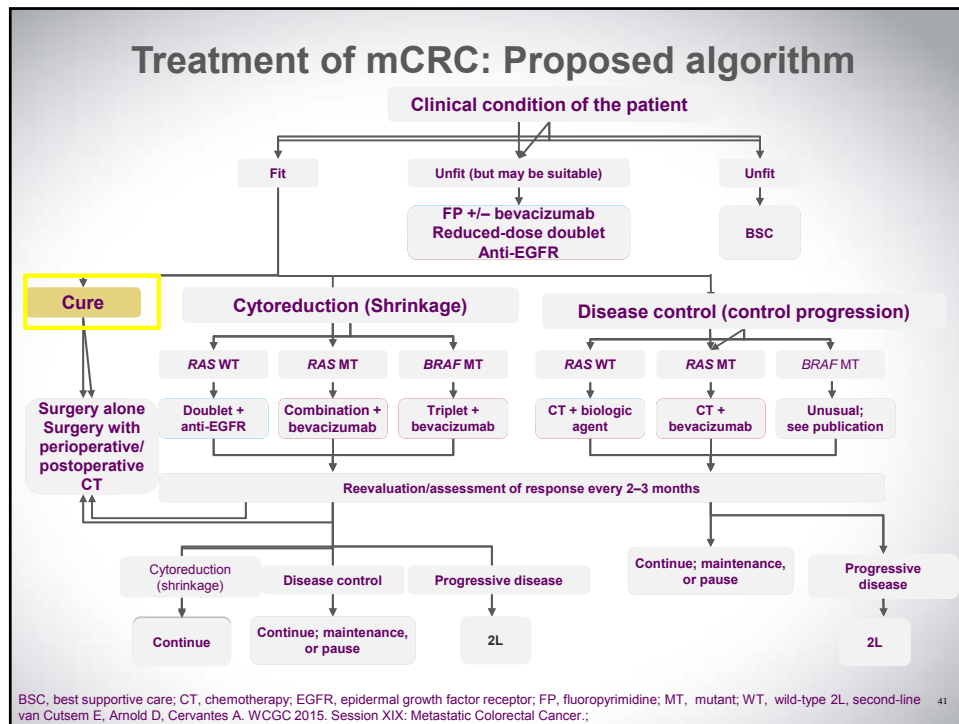 Treatment of mCRC: Proposed algorithm
Clinical condition of the patient
Fit
Unfit (but may be suitable)
Unfit
FP +/– bevacizumab
Reduced-dose doublet
Anti-EGFR
BSC
Cure
Cytoreduction (Shrinkage)
Disease control (control progression)
RAS WT
RAS MT
BRAF MT
RAS WT
RAS MT
BRAF MT
Surgery alone
Surgery with
perioperative/
postoperative
CT
Doublet +
anti-EGFR
Combination +
bevacizumab
Triplet +
bevacizumab
CT + biologic
agent
CT +
bevacizumab
Unusual;
see publication
Reevaluation/assessment of response every 2–3 months
Cytoreduction
(shrinkage)
Disease control
Progressive disease
Continue; maintenance,
or pause
Progressive
disease
Continue
Continue; maintenance,
or pause
2L
2L
BSC, best supportive care; CT, chemotherapy; EGFR, epidermal growth factor receptor; FP, fluoropyrimidine; MT, mutant; WT, wild-type 2L, second-line
van Cutsem E, Arnold D, Cervantes A. WCGC 2015. Session XIX: Metastatic Colorectal Cancer.;
41